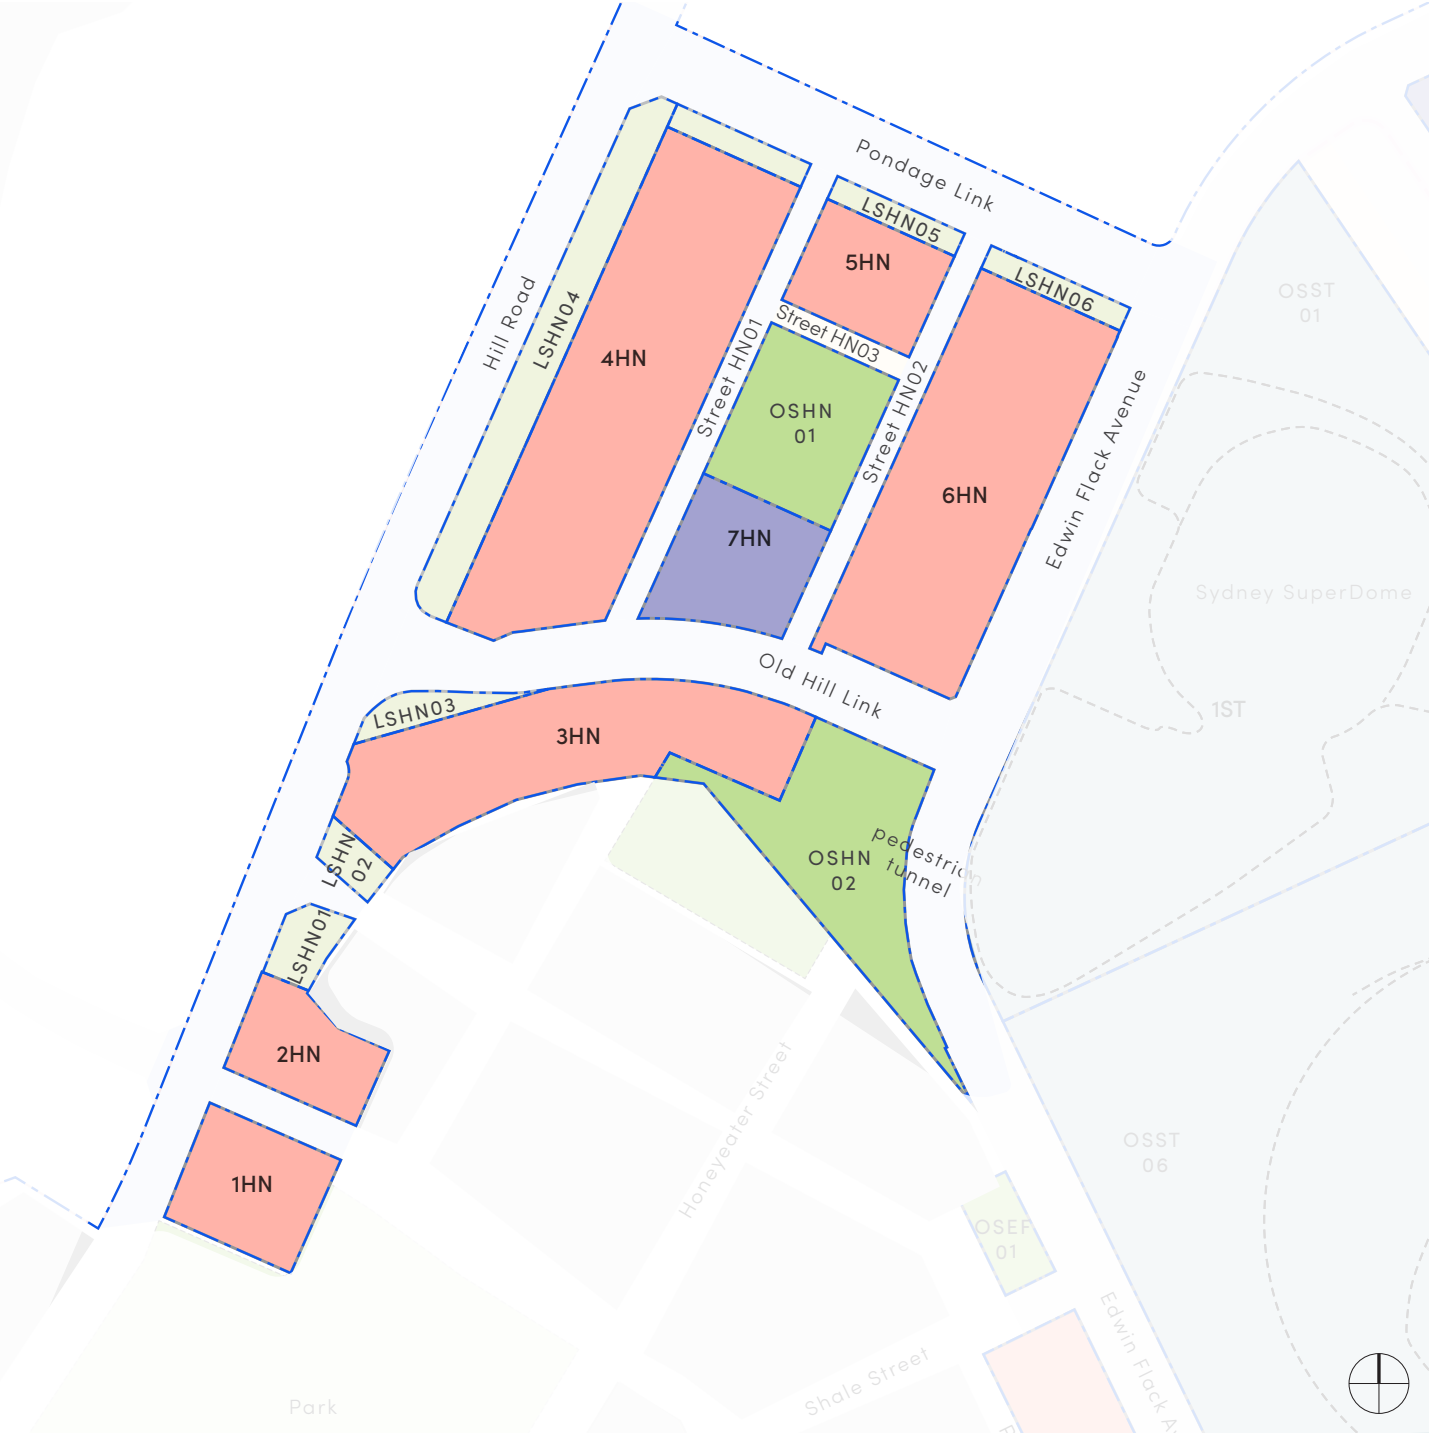 Pondage Link
LSHN05
5HN
LSHN06
OSST
01
Hill Road
LSHN04
4HN
Street HN01
Street HN03
Street HN02
OSHN
01
Edwin Flack Avenue
6HN
7HN
Sydney SuperDome
Old Hill Link
1ST
LSHN03
3HN
pedestrian
tunnel
OSHN
02
LSHN
02
LSHN01
2HN
Honeyeater Street
OSST
06
1HN
OSEF
01
Edwin Flack A
Shale Street
Park